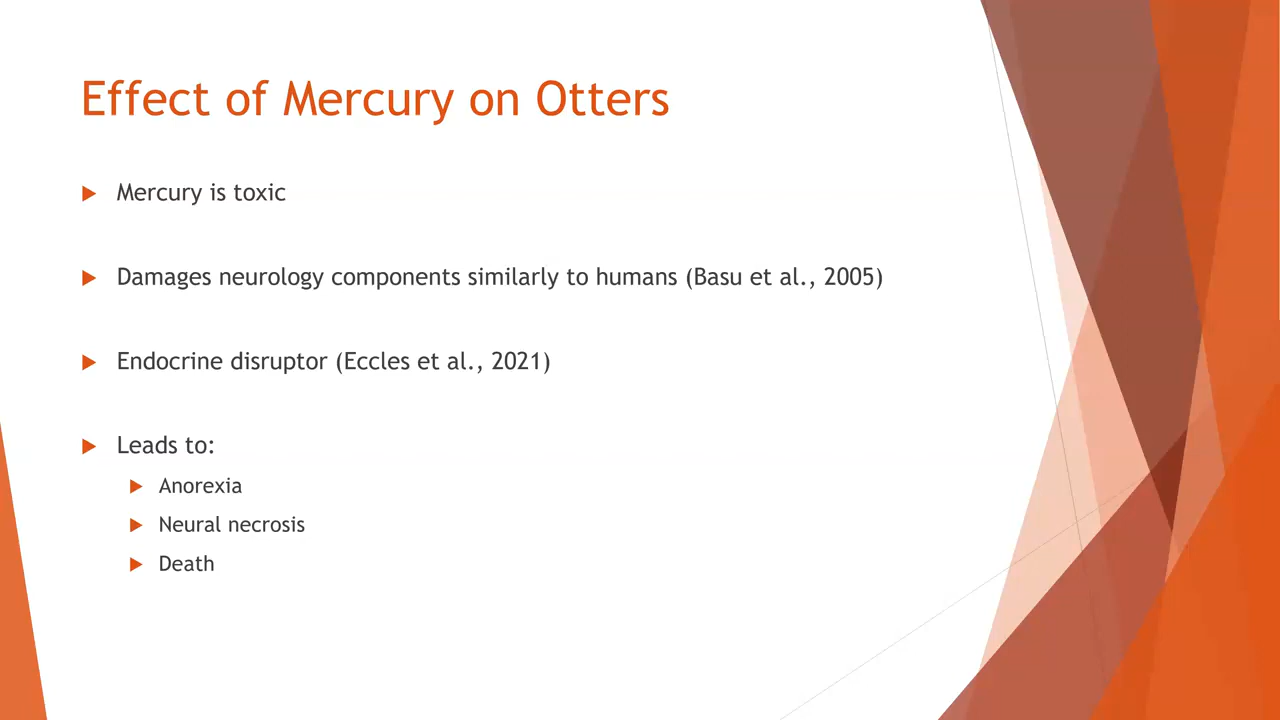 Effect of Mercury on Otters
Mercury is toxic
Damages neurology components similarly to humans (Basu et al., 2005)
Endocrine disruptor (Eccles et al., 2021)
Leads to:
Anorexia
Neural necrosis
Death